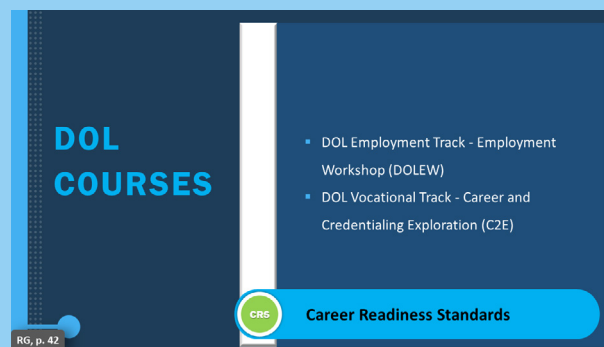 DOL
COURSES
▪ DOL Employment Track - Employment
Workshop (DOLEW)
▪ DOL Vocational Track - Career and
Credentialing Exploration (C2E)
CRS
Career Readiness Standards
RG, p. 42